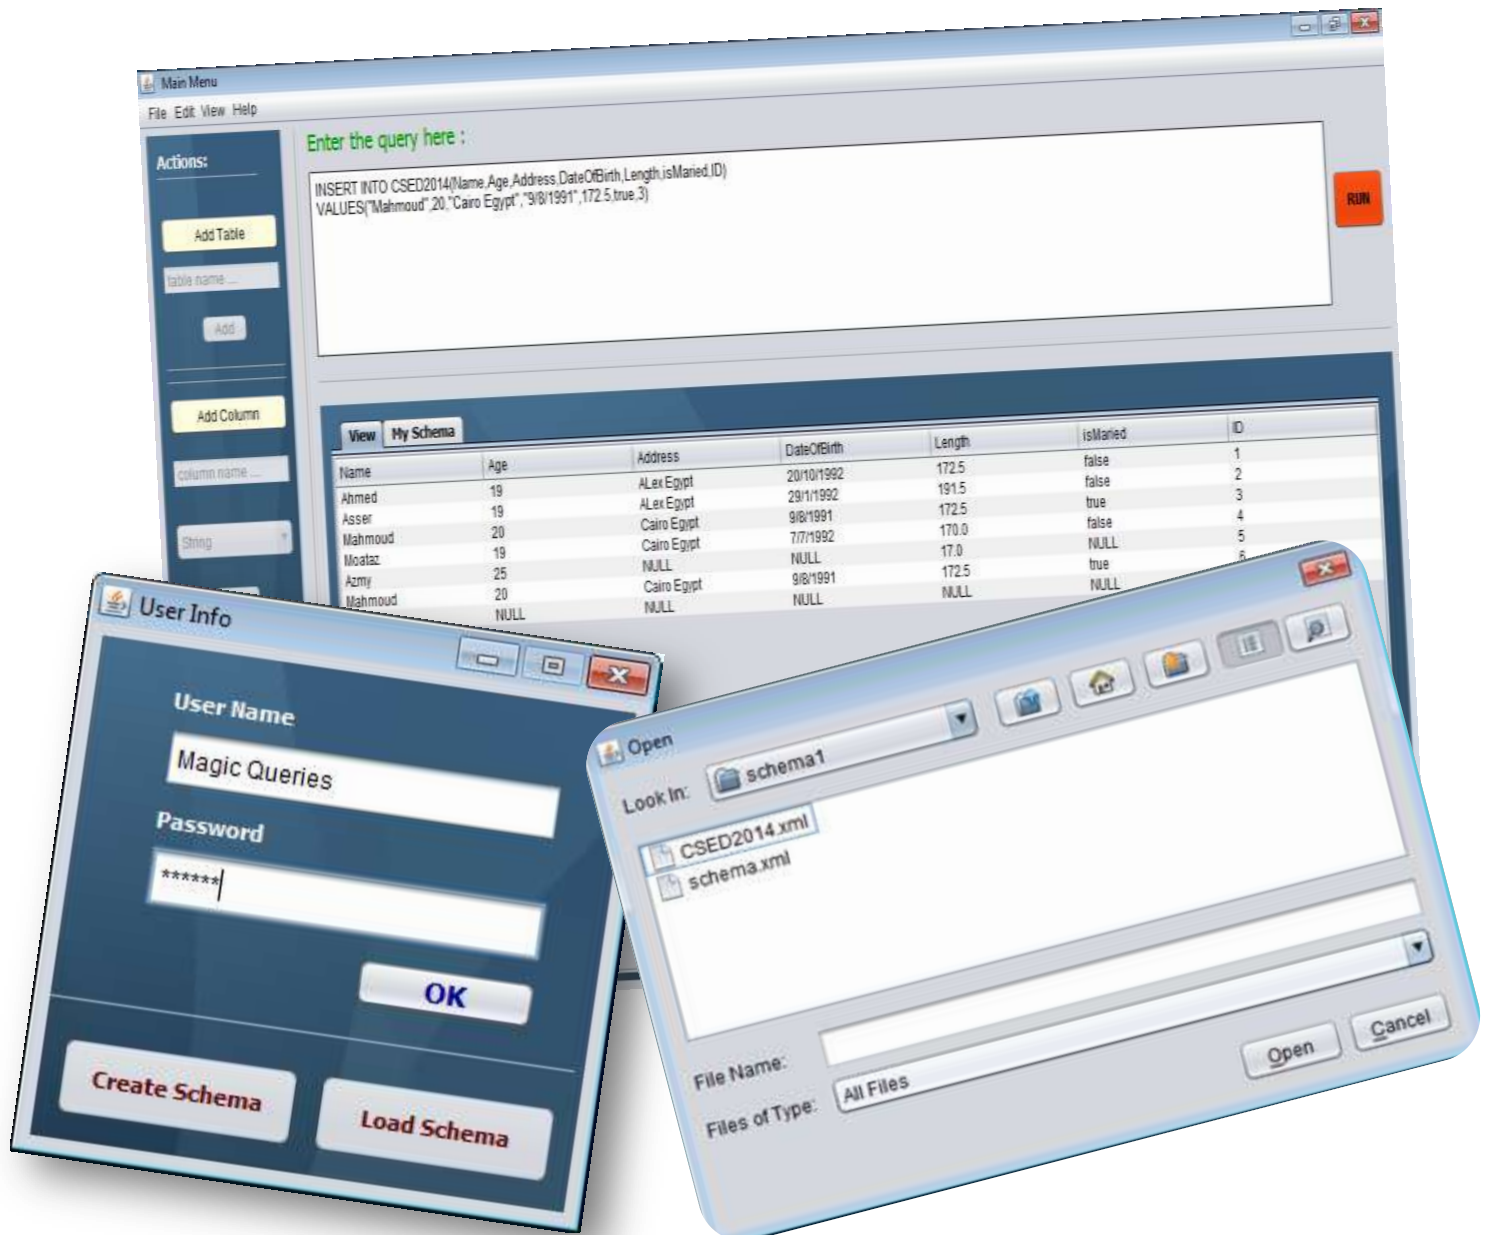 Main Menu
File Edit View Help
Actions:
Add Table
table name ...
Add
Add Column
column name ....
String
Enter the query here :
INSERT INTO CSED2014(Name,Age,Address,DateOfBirth,Length,isMaried,ID)
VALUES("Mahmoud",20,"Cairo Egypt","9/8/1991",172.5,true,3)
RUN
View My Schema
Name Age Address DateOfBirth Length isMaried ID
Ahmed 19 ALex Egypt 20/10/1992 172.5 false 1
Asser 19 ALex Egypt 29/1/1992 191.5 false 2
Mahmoud 20 Cairo Egypt 9/8/1991 172.5 true 3
Moataz 19 Cairo Egypt 7/7/1992 170.0 false 4
Azmy 25 NULL NULL 17.0 NULL 5
Mahmoud 20 Cairo Egypt 9/8/1991 172.5 true 6
NULL NULL NULL NULL NULL
User Info
User Name
Magic Queries
Password
******
OK
Create Schema
Load Schema
Open
Look In: schema1
CSED2014.xml
schema.xml
File Name:
Files of Type: All Files
Open Cancel